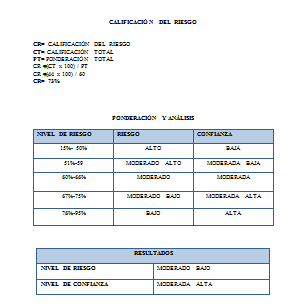 CALIFICACIÓN DEL RIESGO
CR= CALIFICACIÓN DEL RIESGO
CT= CALIFICACIÓN TOTAL
PT= PONDERACIÓN TOTAL
CR =(CT x 100) / PT
CR =(44 x 100) / 60
CR= 73%
PONDERACIÓN Y ANÁLISIS
NIVEL DE RIESGO RIESGO CONFIANZA
15%- 50% ALTO BAJA
51%-59 MODERADO ALTO MODERADA BAJA
60%-66% MODERADO MODERADA
67%-75% MODERADO BAJO MODERADA ALTA
76%-95% BAJO ALTA
RESULTADOS
NIVEL DE RIESGO MODERADO BAJO
NIVEL DE CONFIANZA MODERADA ALTA